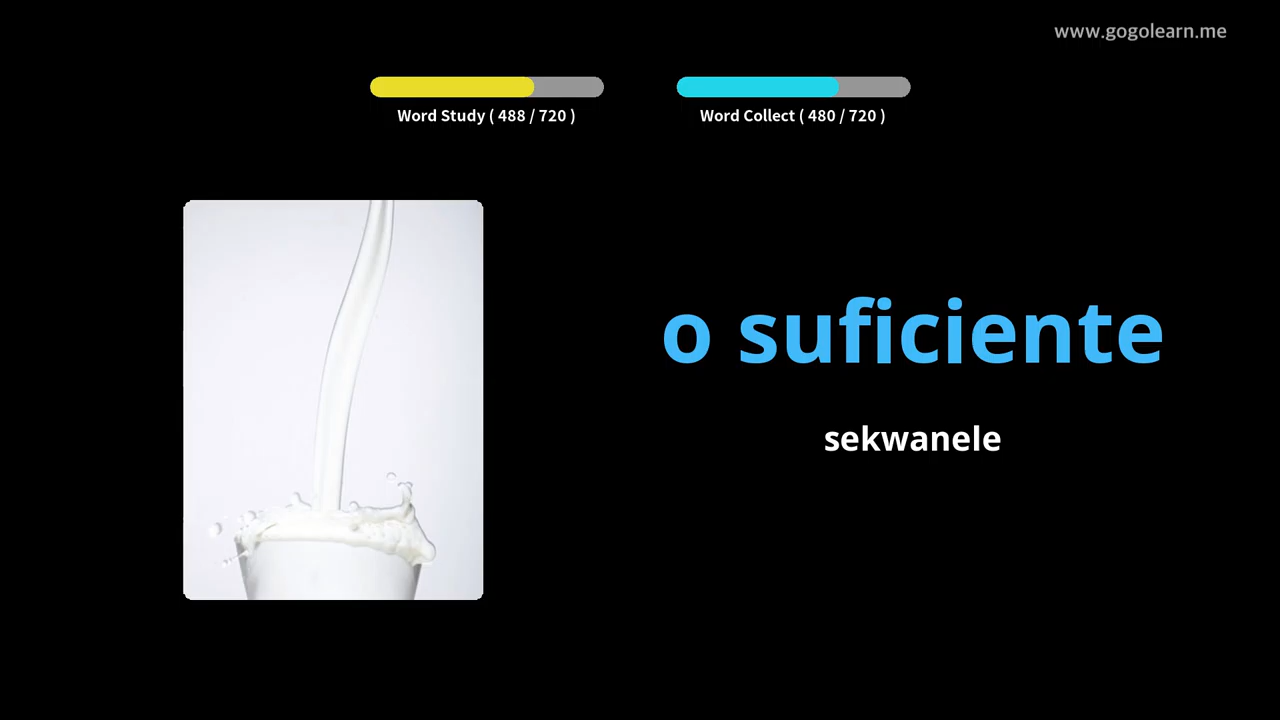 www.gogolearn.me
Word Study ( 488 / 720 )
Word Collect ( 480 / 720 )
o suficiente
sekwanele